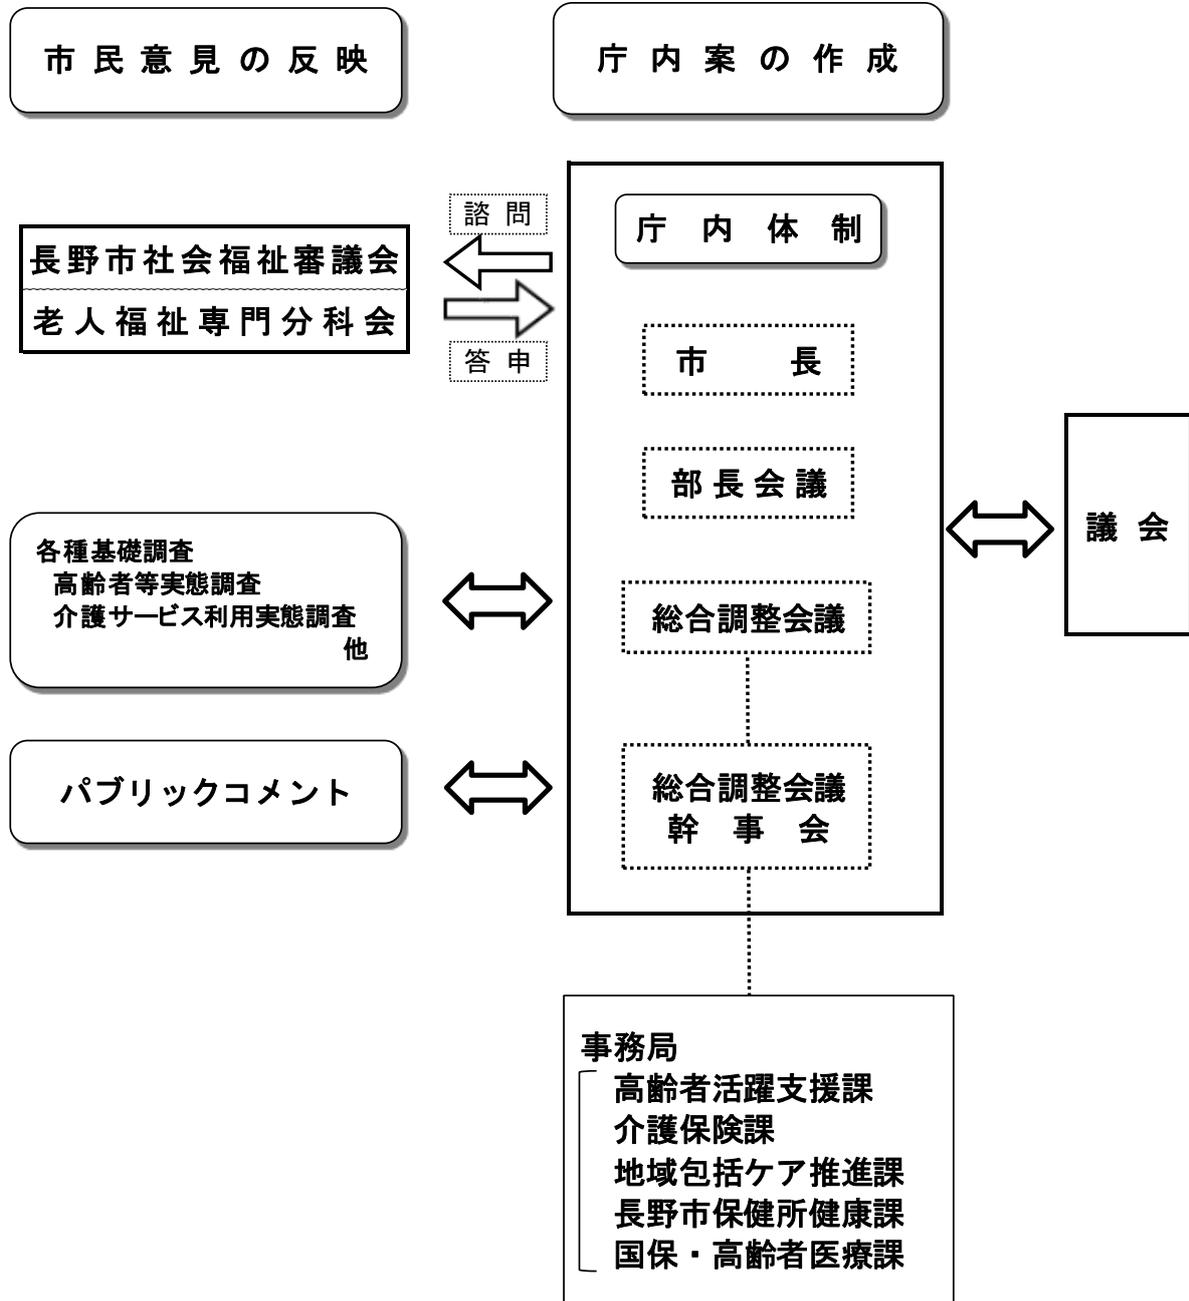 市民意見の反映
庁内案の作成
諮問
長野市社会福祉審議会
老人福祉専門分科会
答申
庁内体制
市長
部長会議
総合調整会議
総合調整会議
幹事会
議会
各種基礎調査
高齢者等実態調査
介護サービス利用実態調査
他
パブリックコメント
事務局
高齢者活躍支援課
介護保険課
地域包括ケア推進課
長野市保健所健康課
国保・高齢者医療課